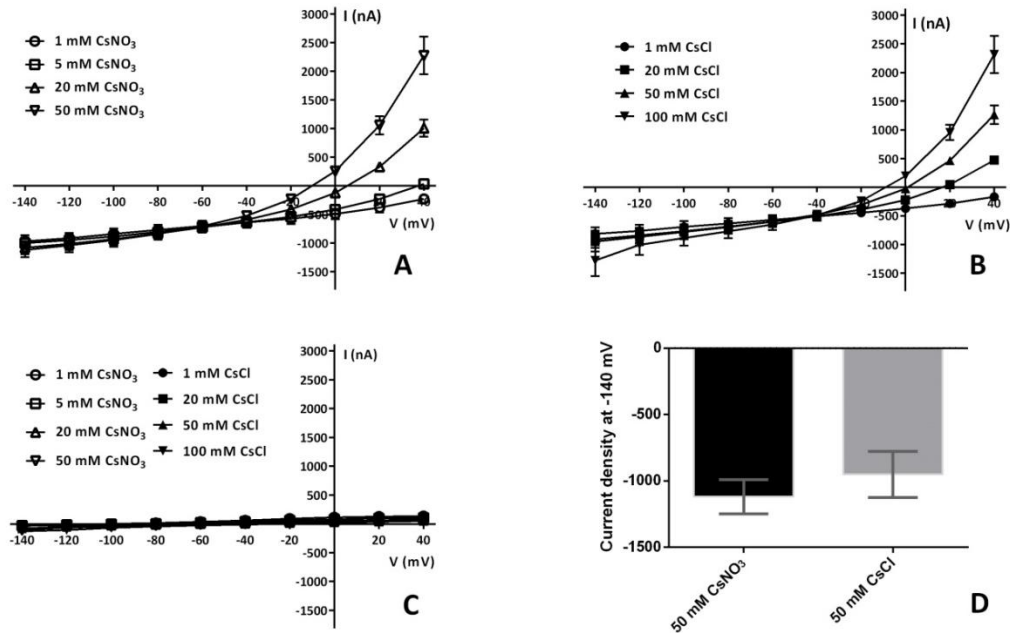 I (nA)
3000
2500
2000
1500
1000
500
-500
-1000
-1500
-140 -120 -100 -80 -60 -40 -20 20 40
V (mV)
1 mM CsNO₃
5 mM CsNO₃
20 mM CsNO₃
50 mM CsNO₃
A
I (nA)
3000
2500
2000
1500
1000
500
-500
-1000
-1500
-140 -120 -100 -80 -60 -40 -20 20 40
V (mV)
1 mM CsCl
20 mM CsCl
50 mM CsCl
100 mM CsCl
B
I (nA)
3000
2500
2000
1500
1000
500
-500
-1000
-1500
-140 -120 -100 -80 -60 -40 -20 20 40
V (mV)
1 mM CsNO₃
5 mM CsNO₃
20 mM CsNO₃
50 mM CsNO₃
1 mM CsCl
20 mM CsCl
50 mM CsCl
100 mM CsCl
C
Current density at -140 mV
0
-500
-1000
-1500
50 mM CsNO₃
50 mM CsCl
D